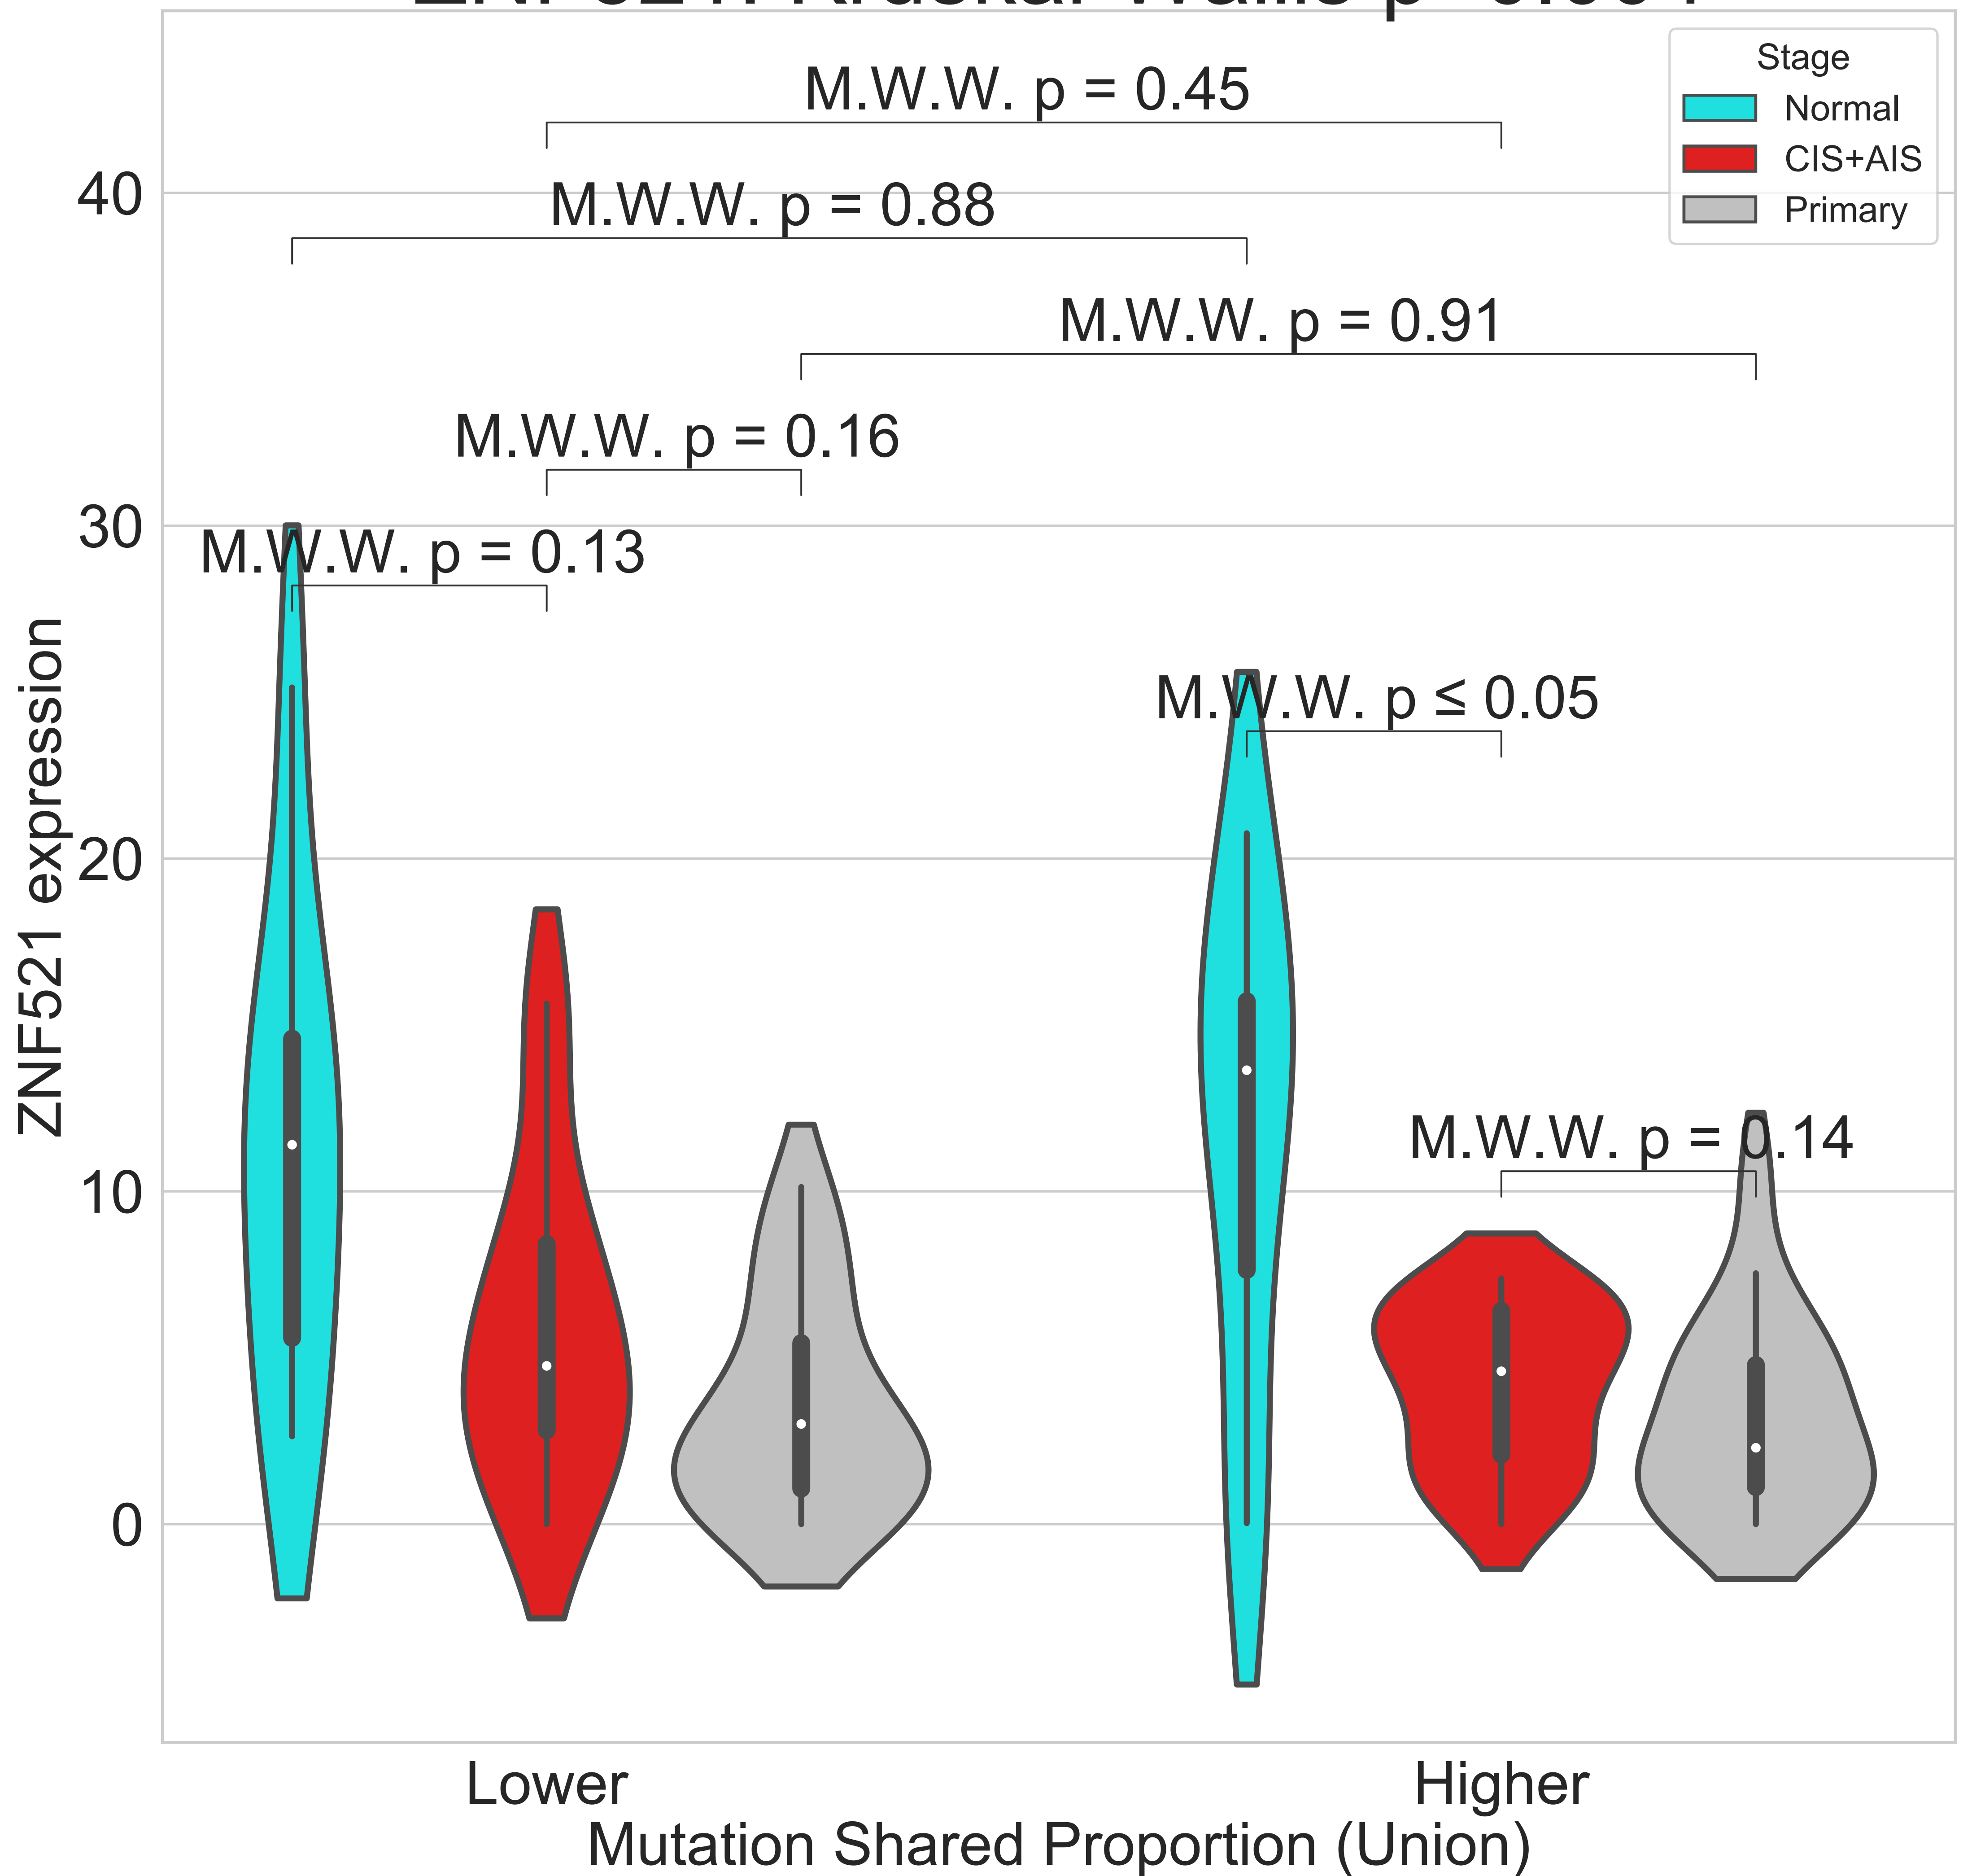 Stage
Normal
CIS+AIS
Primary
M.W.W. p = 0.45
M.W.W. p = 0.88
M.W.W. p = 0.91
M.W.W. p = 0.16
M.W.W. p = 0.13
M.W.W. p ≤ 0.05
M.W.W. p = 0.14
40
30
20
10
0
ZNF521 expression
Lower
Higher
Mutation Shared Proportion (Union)